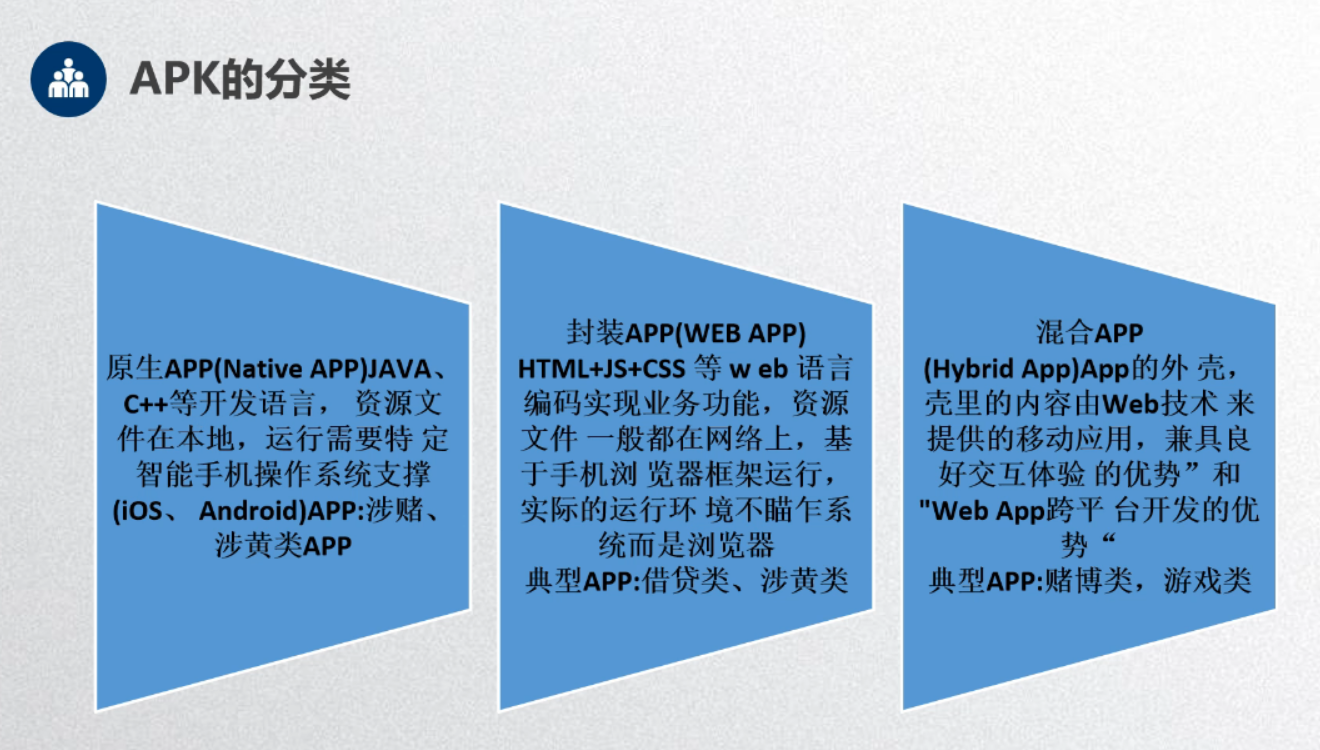 APK的分类
原生APP(Native APP)JAVA、
C++等开发语言， 资源文
件在本地，运行需要特 定
智能手机操作系统支撑
(iOS、 Android)APP:涉赌、
涉黄类APP
封装APP(WEB APP)
HTML+JS+CSS 等 w eb 语言
编码实现业务功能，资源
文件 一般都在网络上，基
于手机浏 览器框架运行，
实际的运行环 境不瞄乍系
统而是浏览器
典型APP:借贷类、涉黄类
混合APP
(Hybrid App)App的外 壳，
壳里的内容由Web技术 来
提供的移动应用，兼具良
好交互体验 的优势”和
"Web App跨平 台开发的优
势“
典型APP:赌博类，游戏类